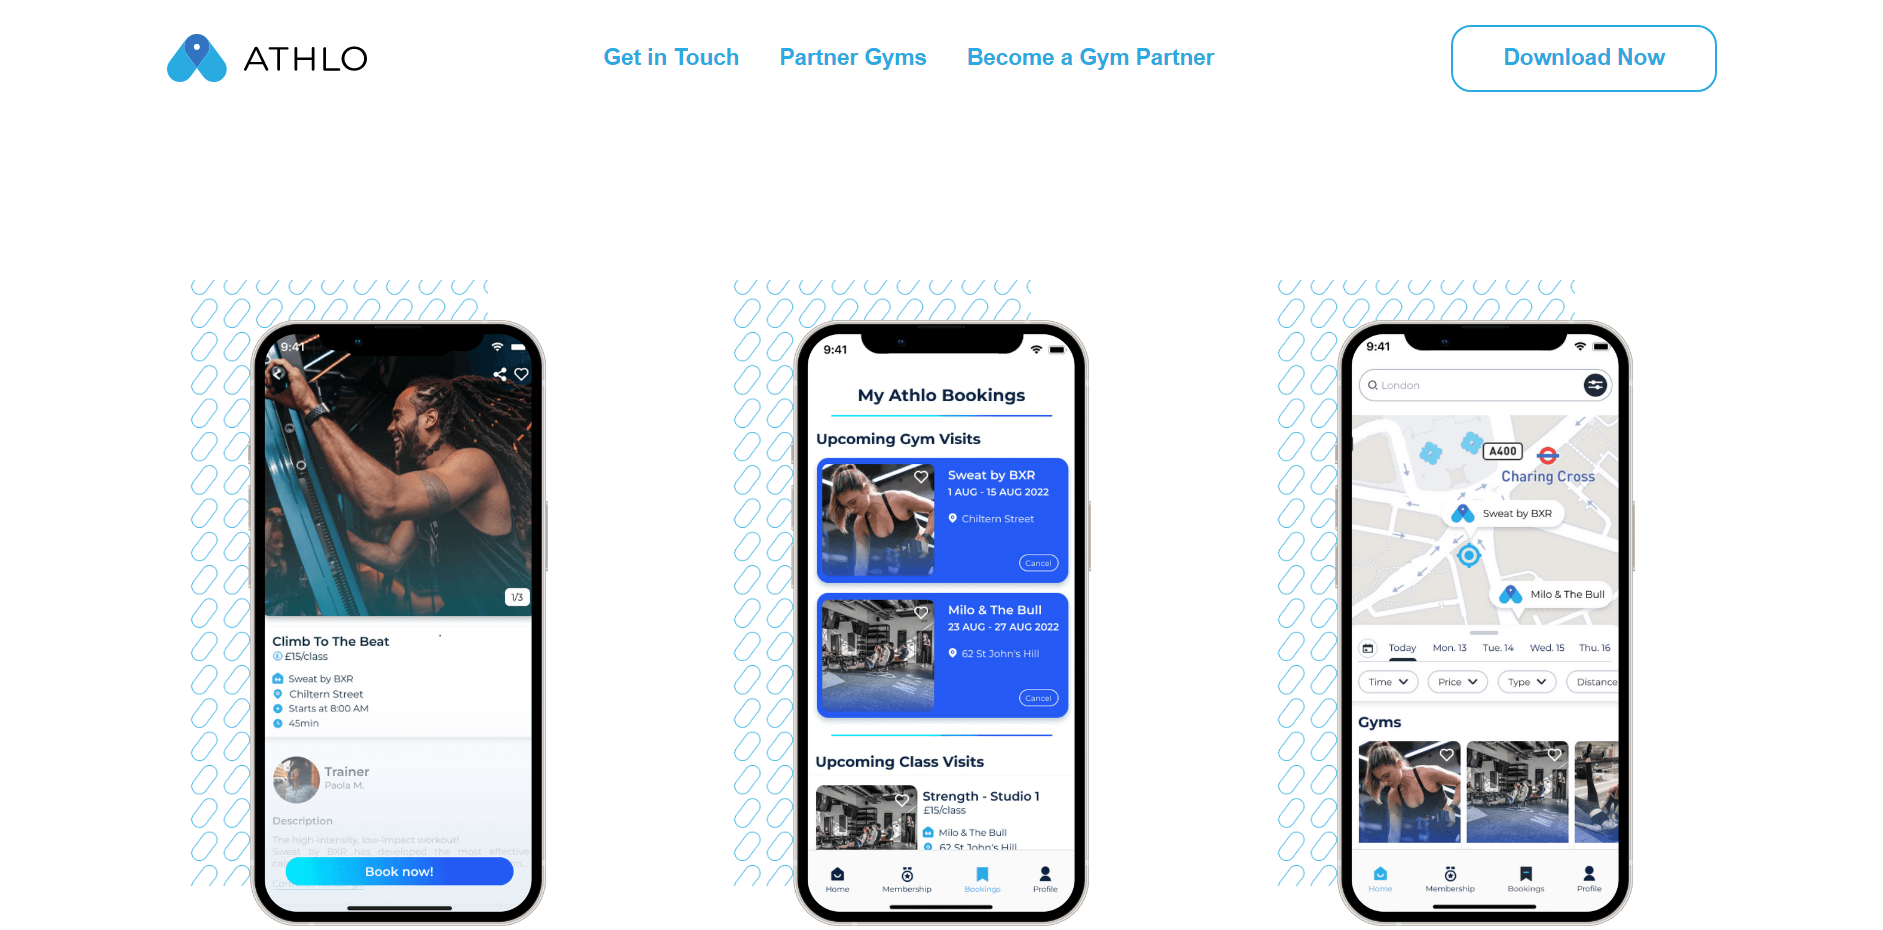 ATHLO
Get in Touch
Partner Gyms
Become a Gym Partner
Download Now
9:41
1/3
Climb To The Beat
£15/class
Sweat by BXR
Chiltern Street
Starts at 8:00 AM
45min
Trainer
Paola M.
Description
The high-intensity, low-impact workout!
Sweat by BXR has developed the most effective
Book now!
9:41
My Athlo Bookings
Upcoming Gym Visits
Sweat by BXR
1 AUG - 15 AUG 2022
Chiltern Street
Cancel
Milo & The Bull
23 AUG - 27 AUG 2022
62 St John's Hill
Cancel
Upcoming Class Visits
Strength - Studio 1
£15/class
Milo & The Bull
62 St John's Hill
Home
Membership
Bookings
Profile
9:41
London
A400
Charing Cross
Sweat by BXR
Milo & The Bull
Today
Mon. 13
Tue. 14
Wed. 15
Thu. 16
Time
Price
Type
Distance
Gyms
Home
Membership
Bookings
Profile